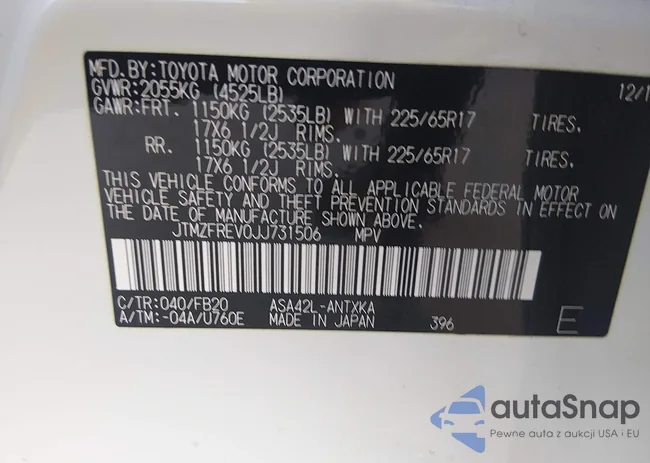 MFD.BY:TOYOTA MOTOR CORPORATION 12/1
GVWR:2055KG (4525LB)
GAWR:FRT. 1150KG (2535LB) WITH 225/65R17 TIRES.
17X6 1/2J RIMS.
RR. 1150KG (2535LB) WITH 225/65R17 TIRES.
17X6 1/2J RIMS.
THIS VEHICLE CONFORMS TO ALL APPLICABLE FEDERAL MOTOR
VEHICLE SAFETY AND THEFT PREVENTION STANDARDS IN EFFECT ON
THE DATE OF MANUFACTURE SHOWN ABOVE.
JTMZFREV0JJ731506 MPV
C/TR:040/FB20 ASA42L-ANTXKA
A/TM:-04A/U760E MADE IN JAPAN 396 E
autaSnap
Pewne auta z aukcji USA i EU